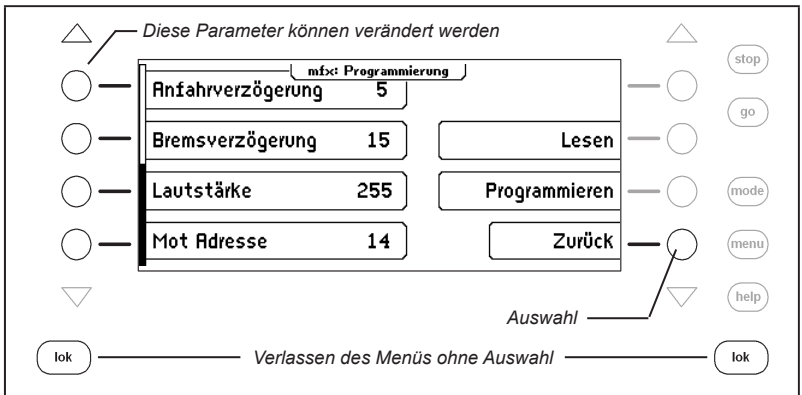 Diese Parameter können verändert werden
mfx: Programmierung
Anfahrverzögerung 5
Bremsverzögerung 15
Lautstärke 255
Mot Adresse 14
Lesen
Programmieren
Zurück
stop
go
mode
menu
help
Auswahl
lok
Verlassen des Menüs ohne Auswahl
lok